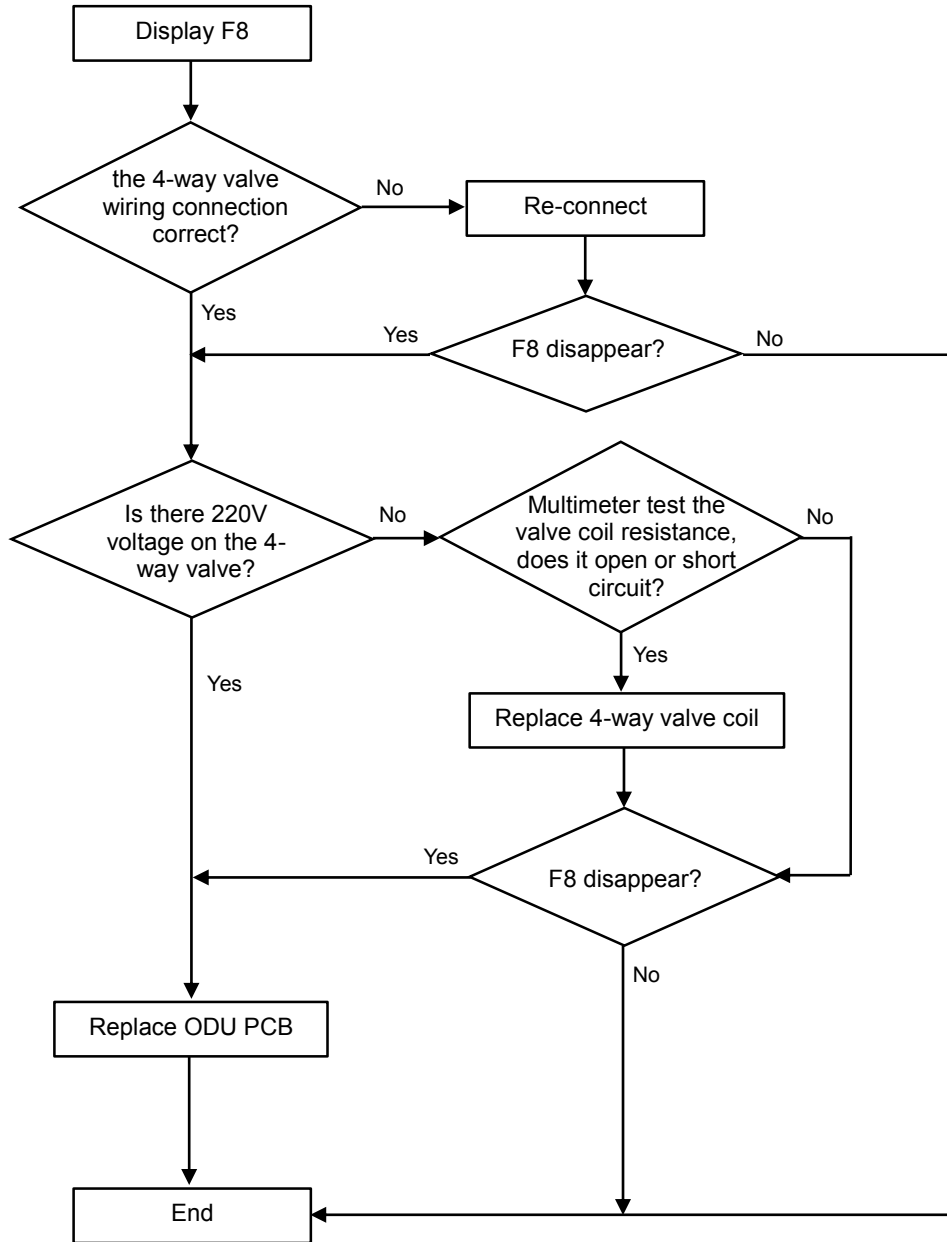 Display F8
the 4-way valve
wiring connection
correct?
No
Re-connect
Yes
Yes
F8 disappear?
No
Is there 220V
voltage on the 4-
way valve?
No
Multimeter test the
valve coil resistance,
does it open or short
circuit?
No
Yes
Yes
Replace 4-way valve coil
Yes
F8 disappear?
No
Replace ODU PCB
End